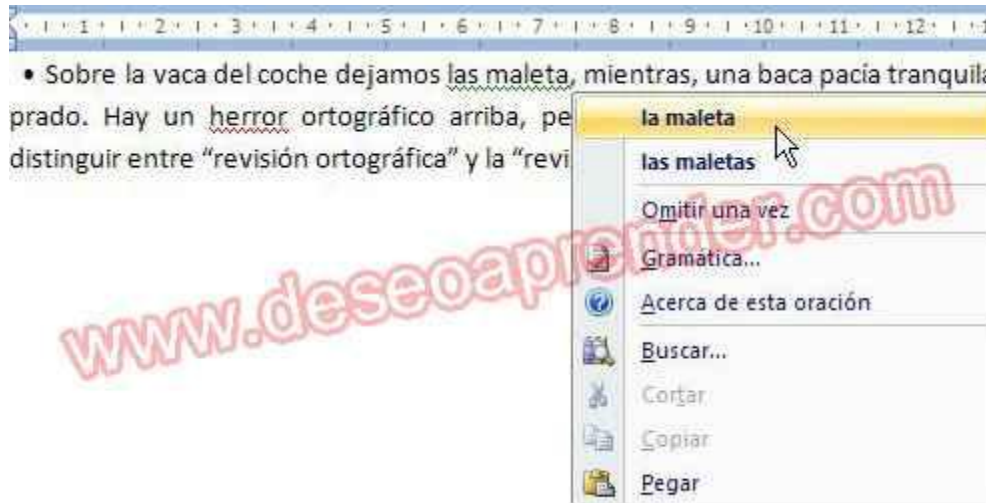 1 2 3 4 5 6 7 8 9 10 11 12
• Sobre la vaca del coche dejamos las maleta, mientras, una baca pacía tranquila
prado. Hay un herror ortográfico arriba, pe
distinguir entre “revisión ortográfica” y la “revi
la maleta
las maletas
Omitir una vez
Gramática...
Acerca de esta oración
Buscar...
Cortar
Copiar
Pegar
www.deseoaprender.com